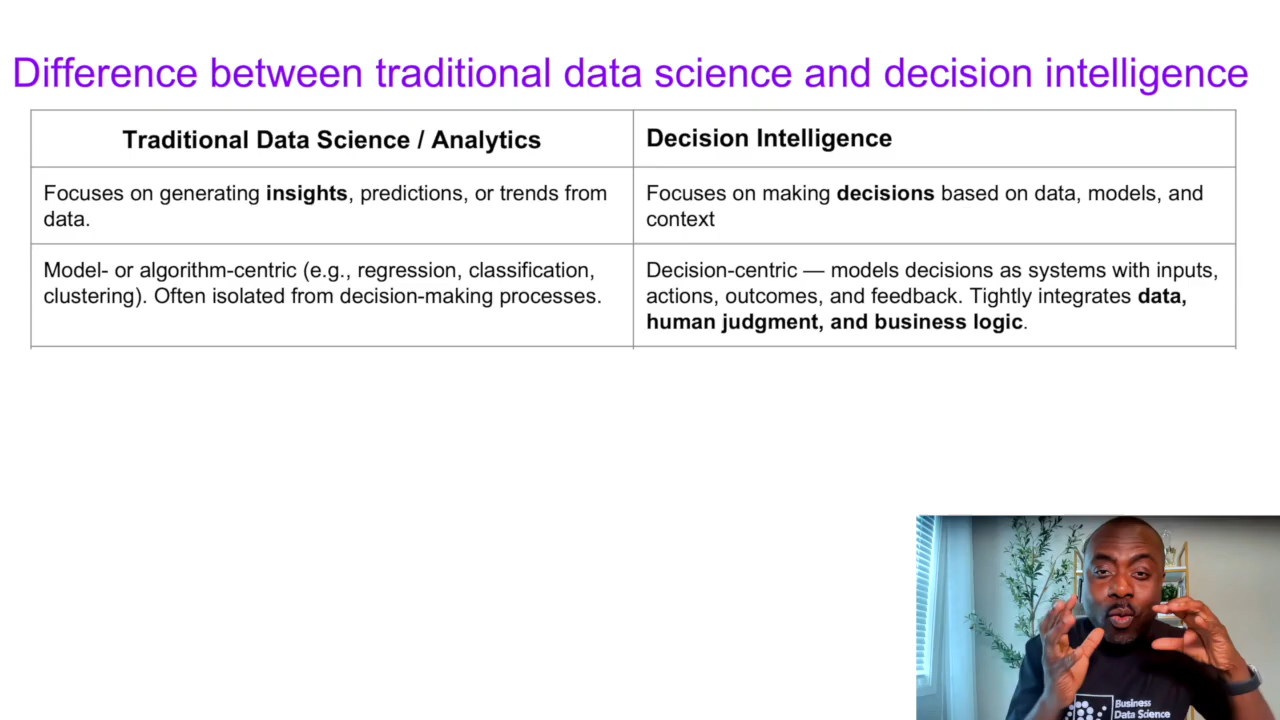 Difference between traditional data science and decision intelligence
Traditional Data Science / Analytics
Decision Intelligence
Focuses on generating insights, predictions, or trends from
data.
Focuses on making decisions based on data, models, and
context
Model- or algorithm-centric (e.g., regression, classification,
clustering). Often isolated from decision-making processes.
Decision-centric — models decisions as systems with inputs,
actions, outcomes, and feedback. Tightly integrates data,
human judgment, and business logic.
Business
Data Science